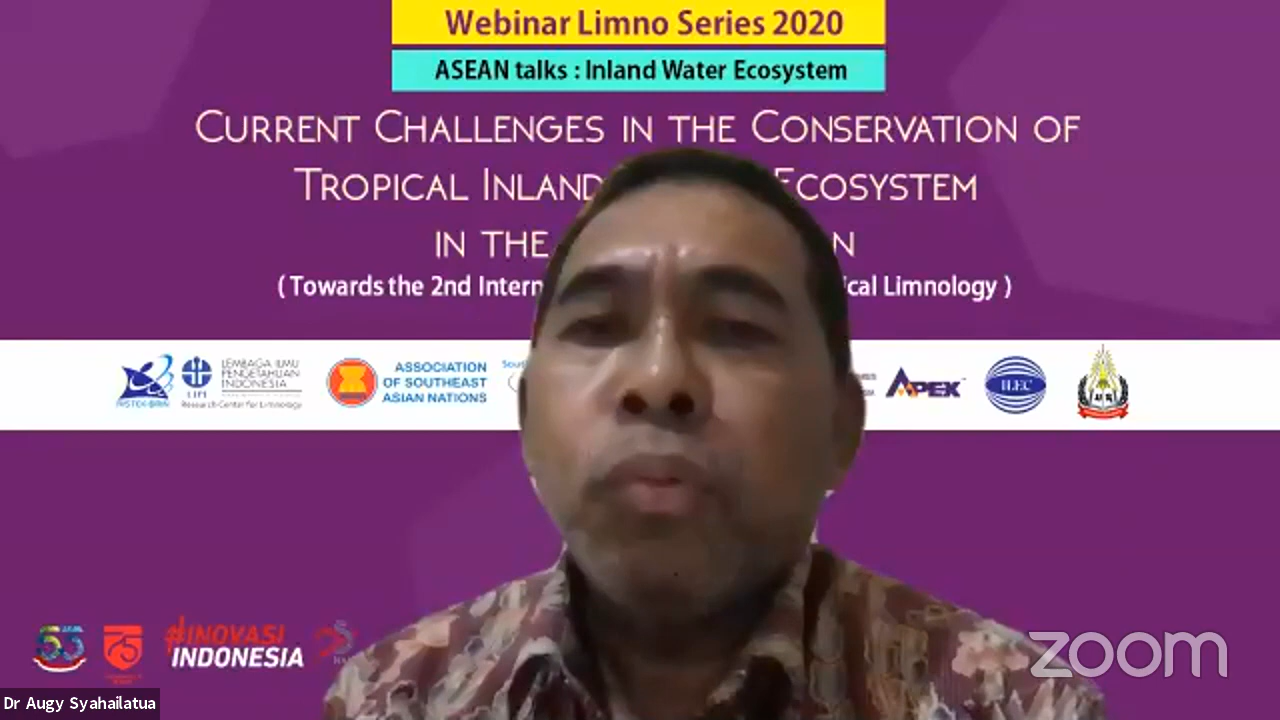 Webinar Limno Series 2020
ASEAN talks : Inland Water Ecosystem
CURRENT CHALLENGES IN THE CONSERVATION OF
TROPICAL INLAND ECOSYSTEM
IN THE
(Towards the 2nd Intern ical Limnology)
LEMBAGA ILMU
PENGETAHUAN
INDONESIA
LIPI
Research Center for Limnology
ASSOCIATION
OF SOUTHEAST
ASIAN NATIONS
APEX
ILEC
53
75
#INOVASI
INDONESIA
zoom
Dr Augy Syahailatua